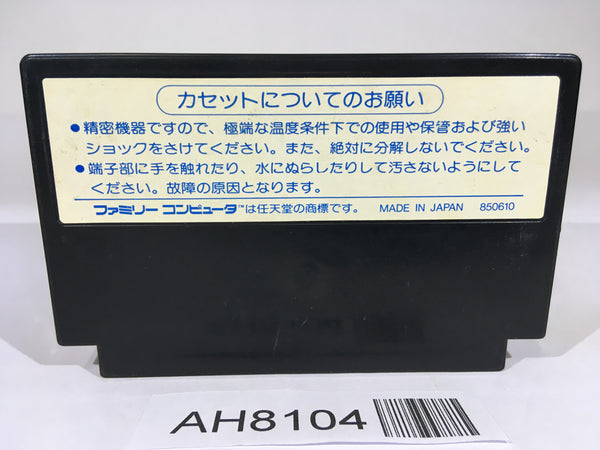 カセットについてのお願い
●精密機器ですので、極端な温度条件下での使用や保管および強い
ショックをさけてください。また、絶対に分解しないでください。
●端子部に手を触れたり、水にぬらしたりして汚さないようにして
ください。故障の原因となります。
ファミリー コンピュータ™は任天堂の商標です。 MADE IN JAPAN 850610
AH8104